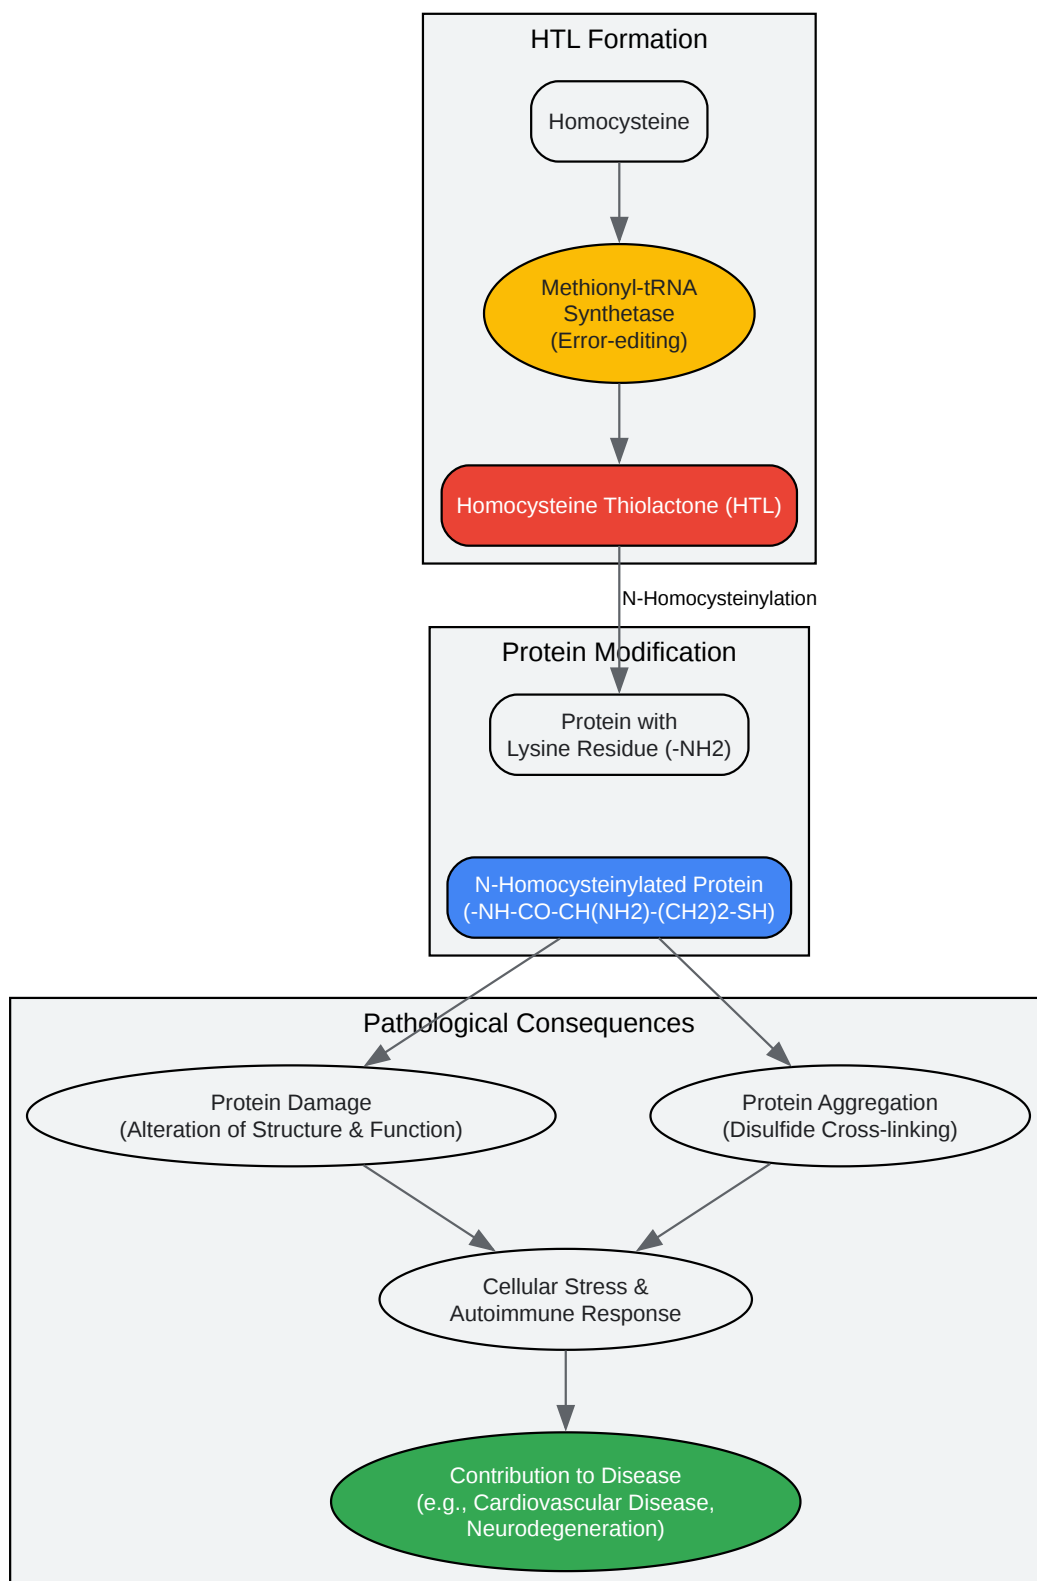 HTL Formation
Homocysteine
Methionyl-tRNA
Synthetase
(Error-editing)
Homocysteine Thiolactone (HTL)
N-Homocysteinylation
Protein Modification
Protein with
Lysine Residue (-NH2)
N-Homocysteinylated Protein
(-NH-CO-CH(NH2)-(CH2)2-SH)
Pathological Consequences
Protein Damage
(Alteration of Structure & Function)
Protein Aggregation
(Disulfide Cross-linking)
Cellular Stress &
Autoimmune Response
Contribution to Disease
(e.g., Cardiovascular Disease,
Neurodegeneration)